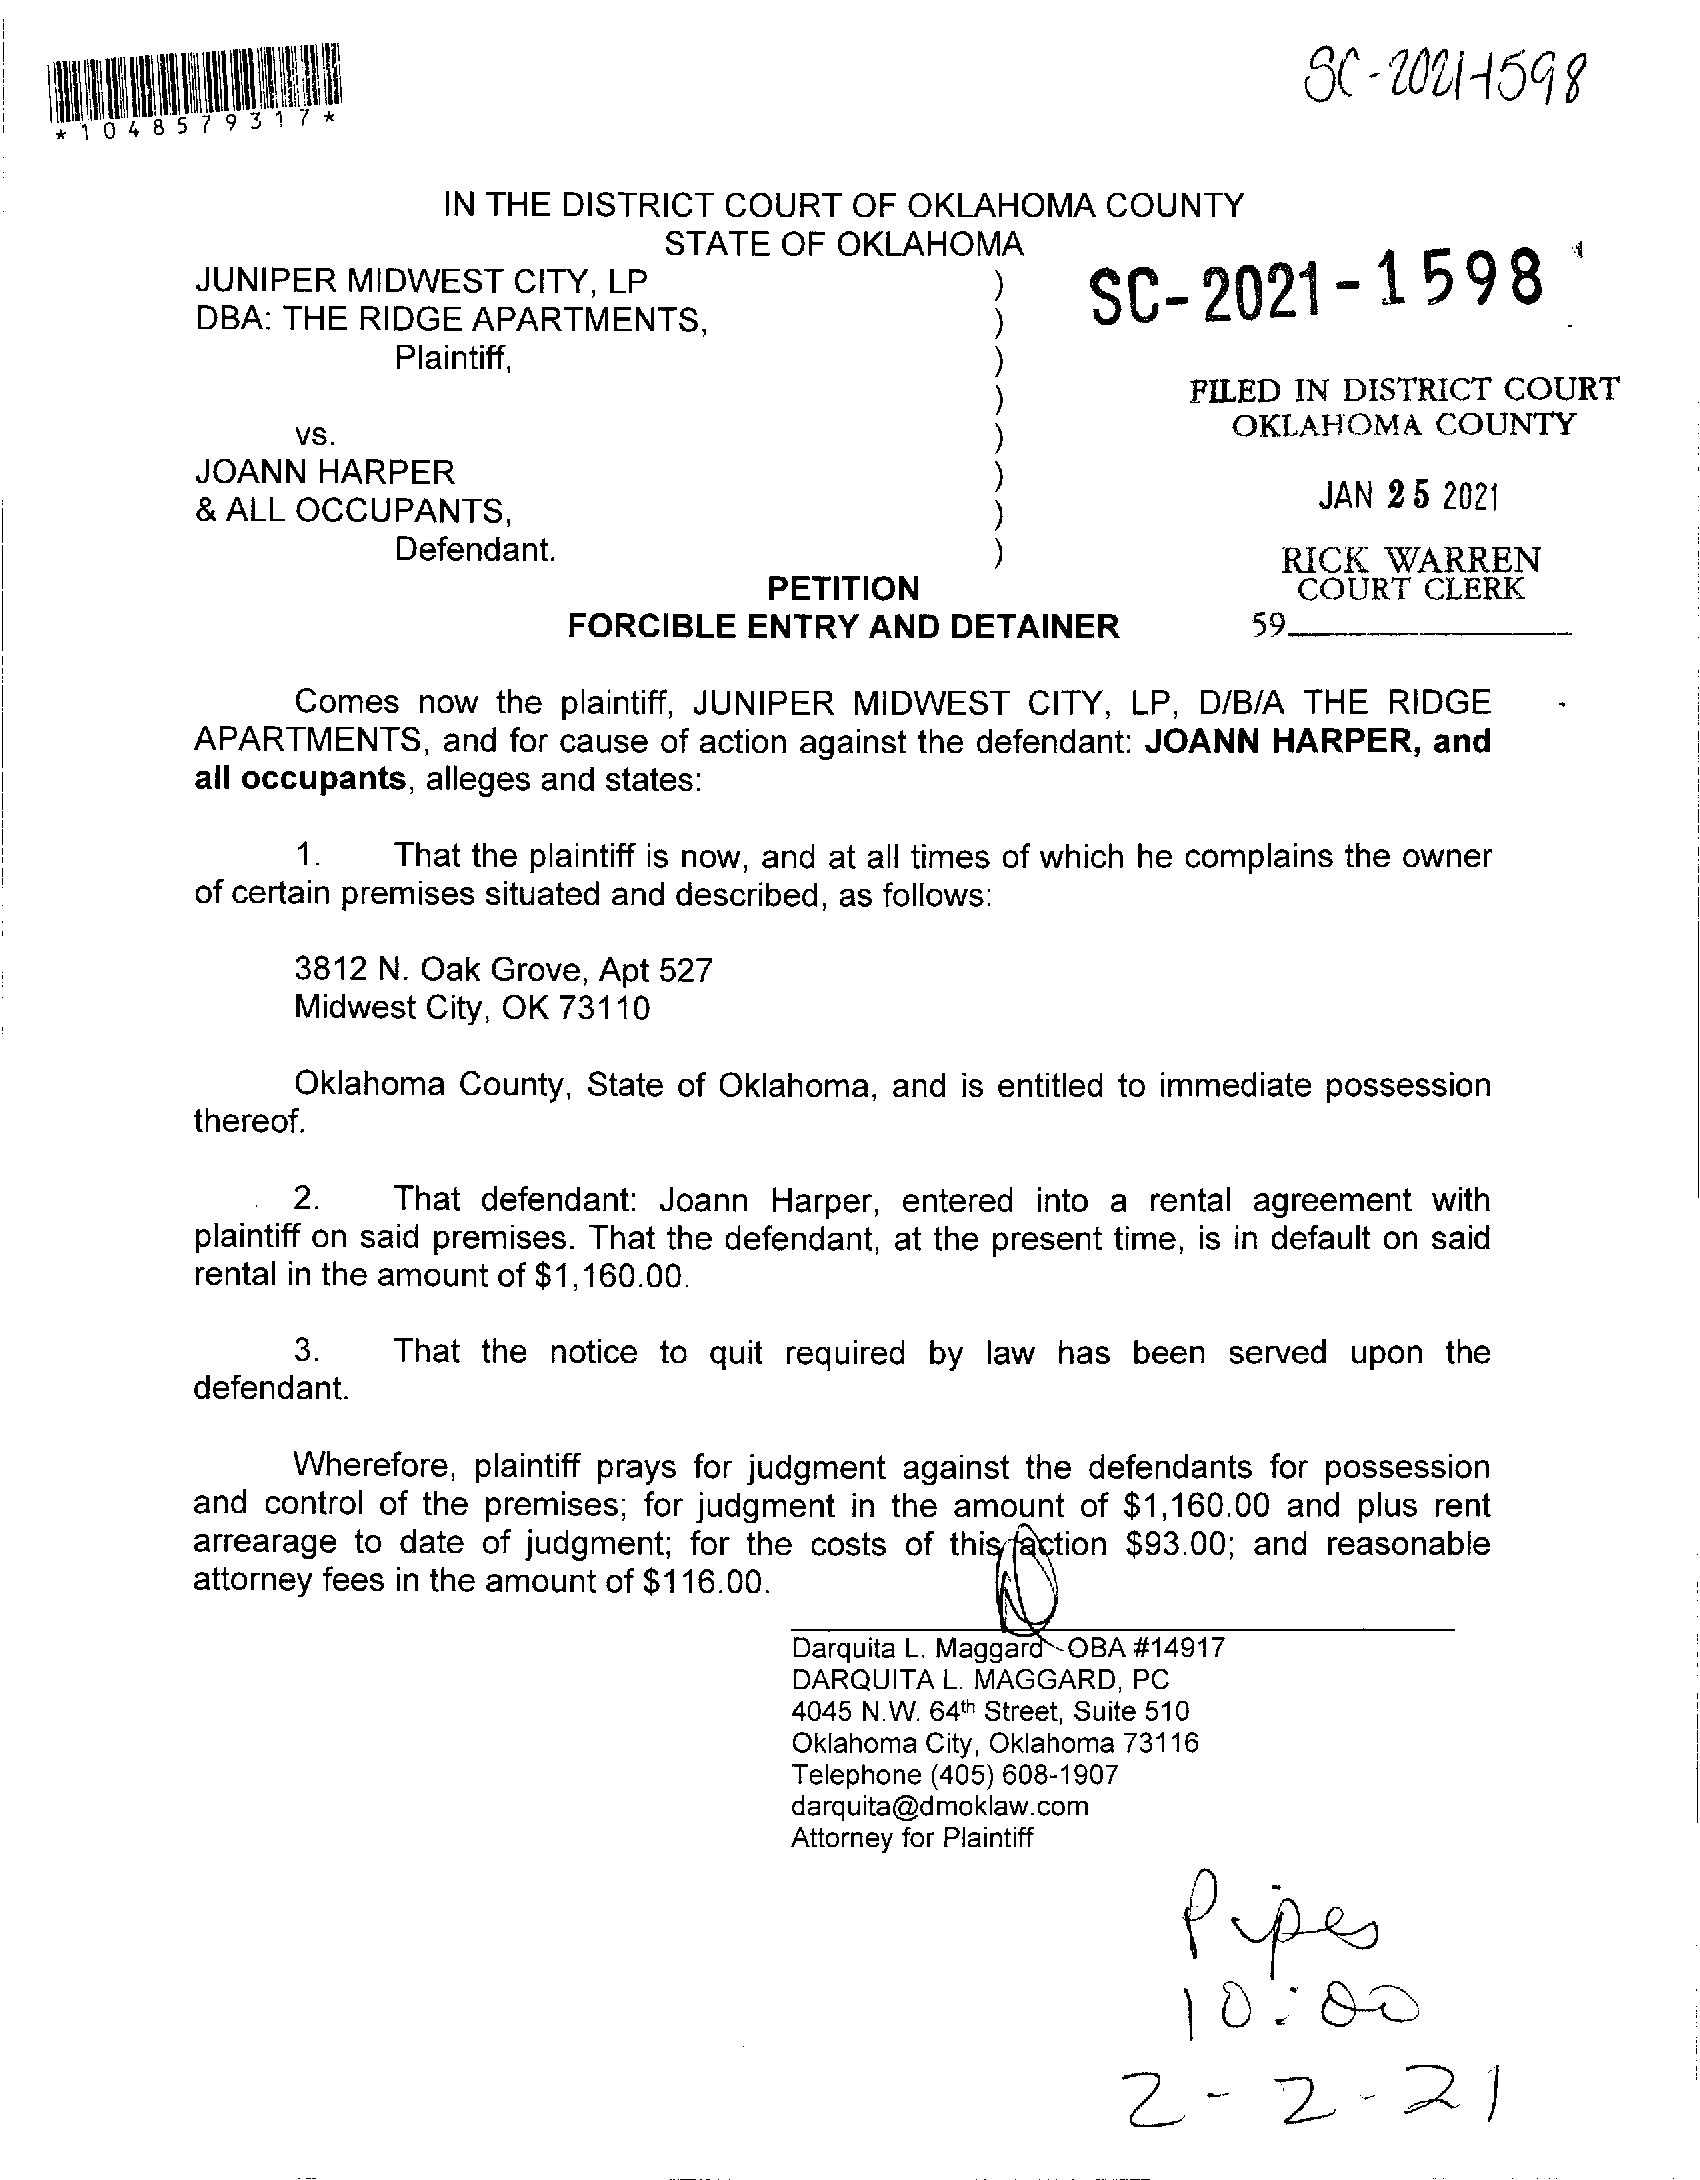 SC-2021-1598
*1048579317*
IN THE DISTRICT COURT OF OKLAHOMA COUNTY
STATE OF OKLAHOMA
JUNIPER MIDWEST CITY, LP )
DBA: THE RIDGE APARTMENTS, )
Plaintiff, )
)
vs. )
JOANN HARPER )
& ALL OCCUPANTS, )
Defendant. )
SC-2021-1598
FILED IN DISTRICT COURT
OKLAHOMA COUNTY
JAN 25 2021
RICK WARREN
COURT CLERK
59
PETITION
FORCIBLE ENTRY AND DETAINER
Comes now the plaintiff, JUNIPER MIDWEST CITY, LP, D/B/A THE RIDGE
APARTMENTS, and for cause of action against the defendant: JOANN HARPER, and
all occupants, alleges and states:
1. That the plaintiff is now, and at all times of which he complains the owner
of certain premises situated and described, as follows:
3812 N. Oak Grove, Apt 527
Midwest City, OK 73110
Oklahoma County, State of Oklahoma, and is entitled to immediate possession
thereof.
2. That defendant: Joann Harper, entered into a rental agreement with
plaintiff on said premises. That the defendant, at the present time, is in default on said
rental in the amount of $1,160.00.
3. That the notice to quit required by law has been served upon the
defendant.
Wherefore, plaintiff prays for judgment against the defendants for possession
and control of the premises; for judgment in the amount of $1,160.00 and plus rent
arrearage to date of judgment; for the costs of this action $93.00; and reasonable
attorney fees in the amount of $116.00.
Darquita L. Maggard OBA #14917
DARQUITA L. MAGGARD, PC
4045 N.W. 64th Street, Suite 510
Oklahoma City, Oklahoma 73116
Telephone (405) 608-1907
darquita@dmoklaw.com
Attorney for Plaintiff
Pipes
10:00
2-2-21